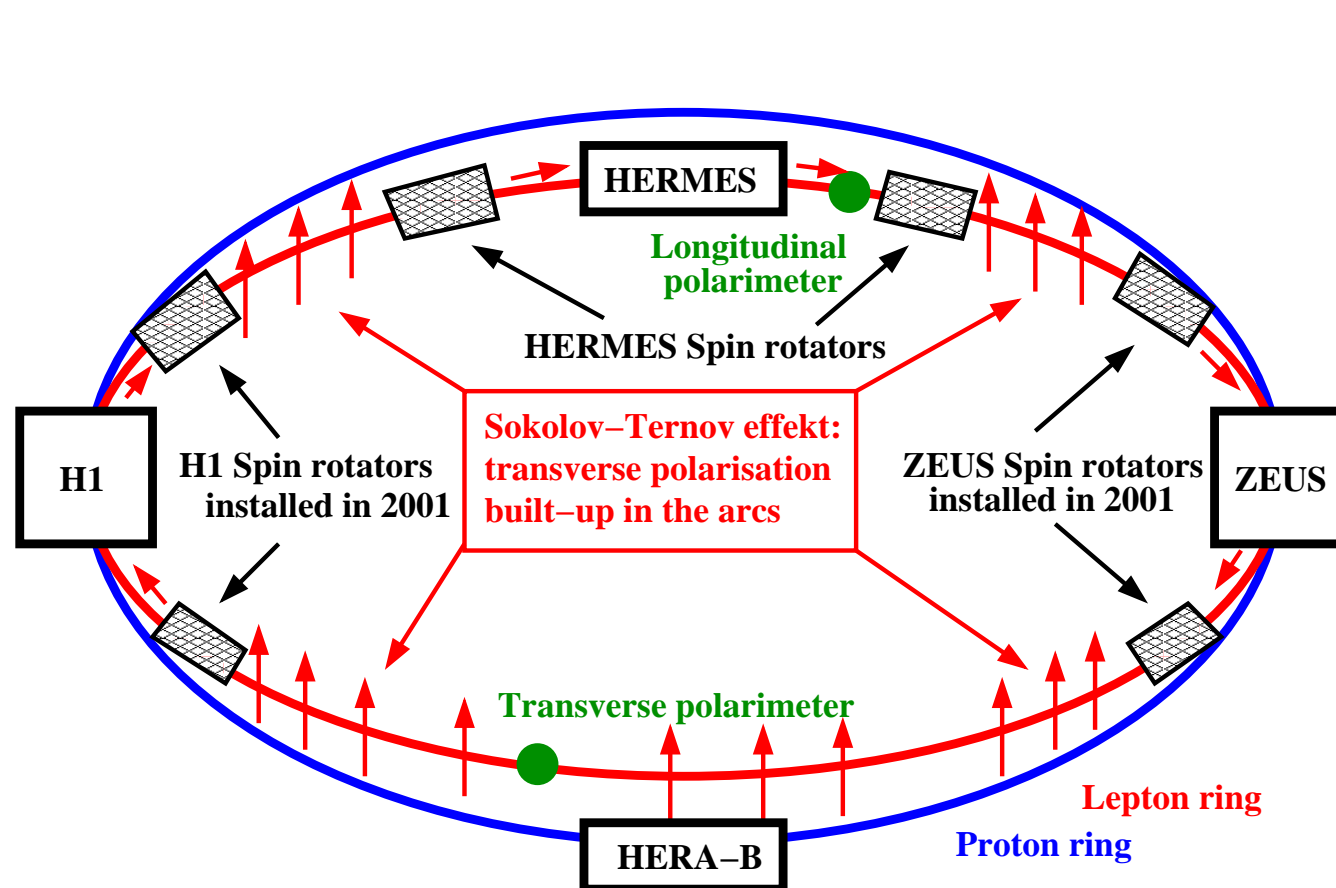 HERMES
Longitudinal
polarimeter
HERMES Spin rotators
Sokolov−Ternov effekt:
transverse polarisation
built−up in the arcs
H1
H1 Spin rotators
installed in 2001
ZEUS Spin rotators
installed in 2001
ZEUS
Transverse polarimeter
Lepton ring
Proton ring
HERA−B